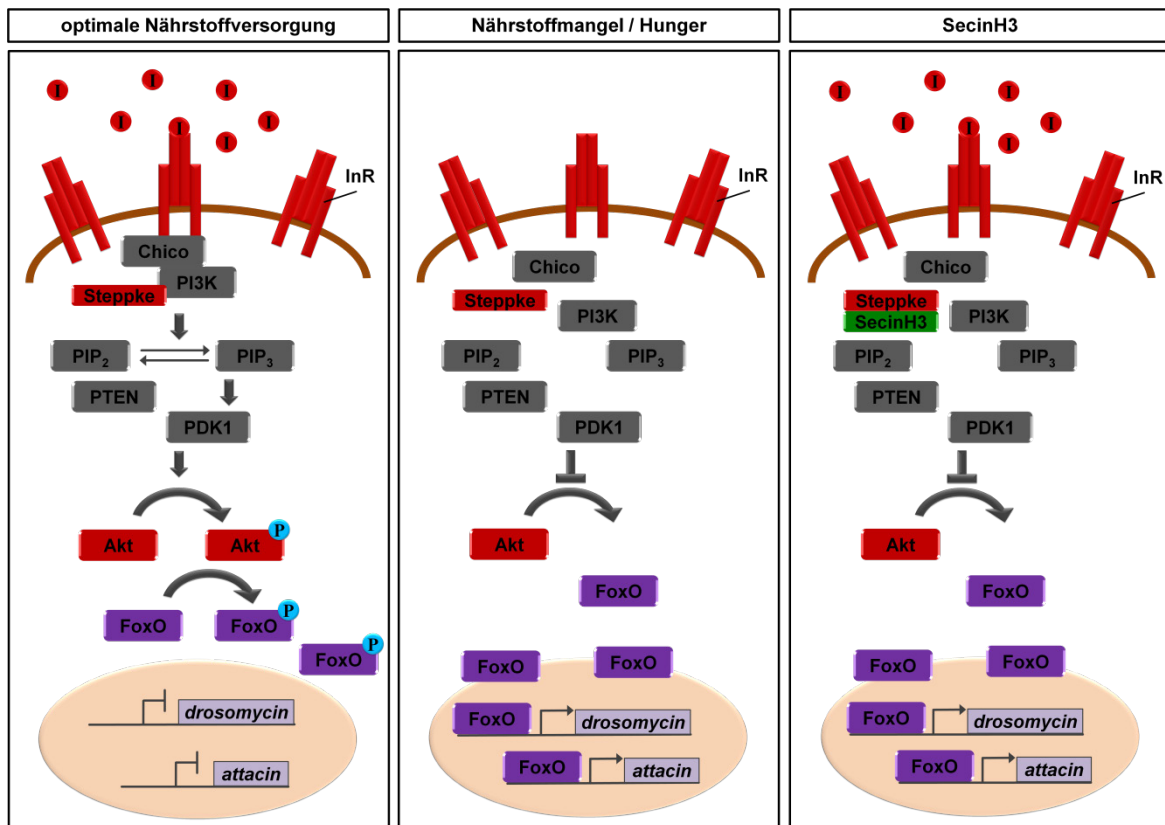 optimale Nährstoffversorgung
I
I
I
I
I
I
I
InR
Chico
PI3K
Steppke
PIP2
PIP3
PTEN
PDK1
Akt
Akt
P
FoxO
FoxO
P
FoxO
P
drosomycin
attacin
Nährstoffmangel / Hunger
InR
Chico
Steppke
PI3K
PIP2
PIP3
PTEN
PDK1
Akt
FoxO
FoxO
FoxO
FoxO
drosomycin
FoxO
attacin
SecinH3
I
I
I
I
I
I
I
InR
Chico
Steppke
SecinH3
PI3K
PIP2
PIP3
PTEN
PDK1
Akt
FoxO
FoxO
FoxO
FoxO
drosomycin
FoxO
attacin